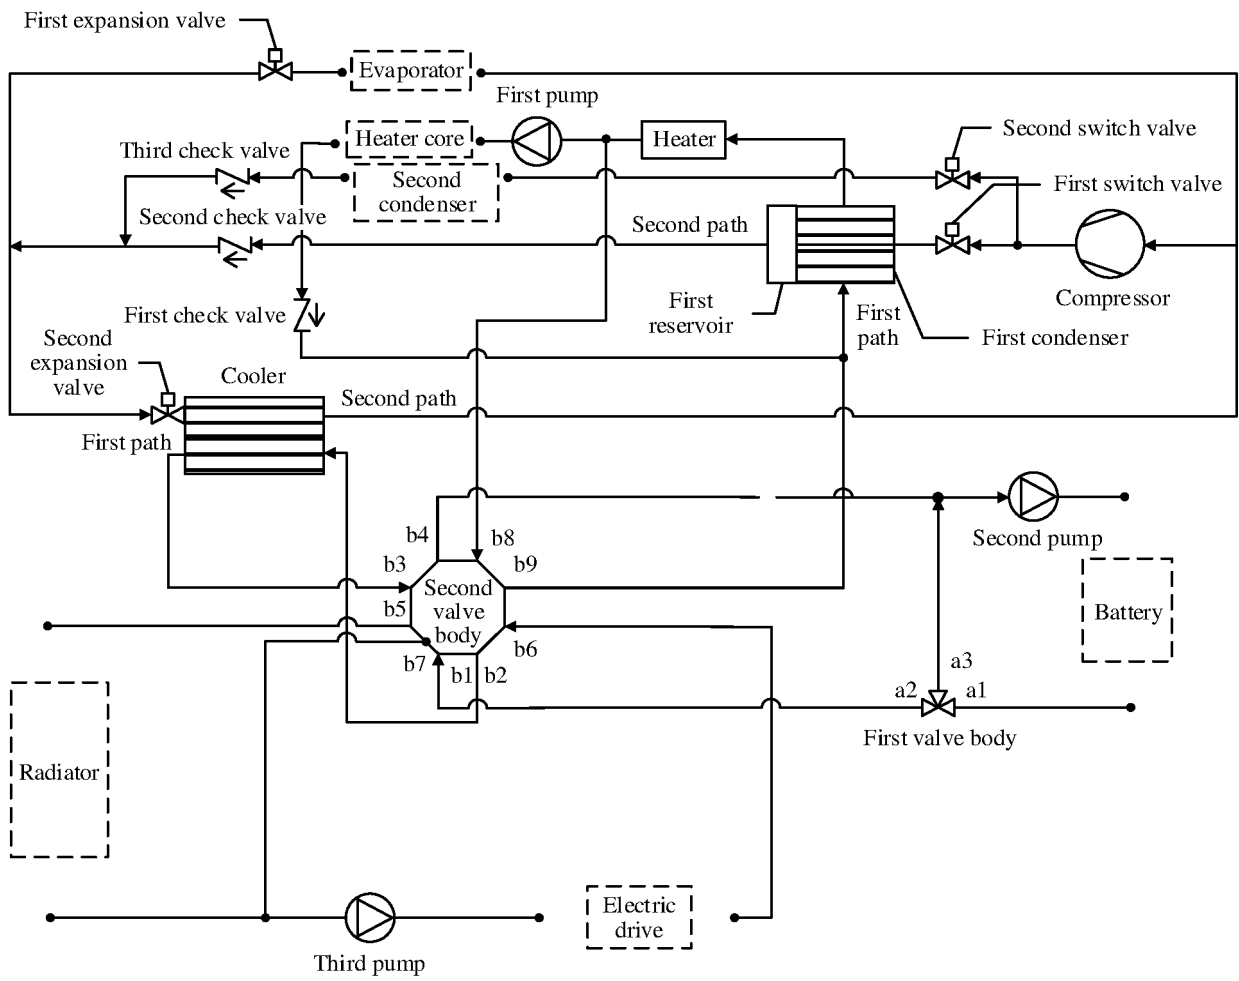 First expansion valve
Evaporator
First pump
Second switch valve
Heater core
Heater
Third check valve
Second
condenser
First switch valve
Second check valve
Second path
Compressor
First
reservoir
First
path
First check valve
First condenser
Second
expansion
valve
Cooler
Second path
First path
b4
b8
Second pump
b3
b9
Second
valve
body
b5
Battery
b6
b7
b1
b2
a3
a2
a1
First valve body
Radiator
Electric
drive
Third pump